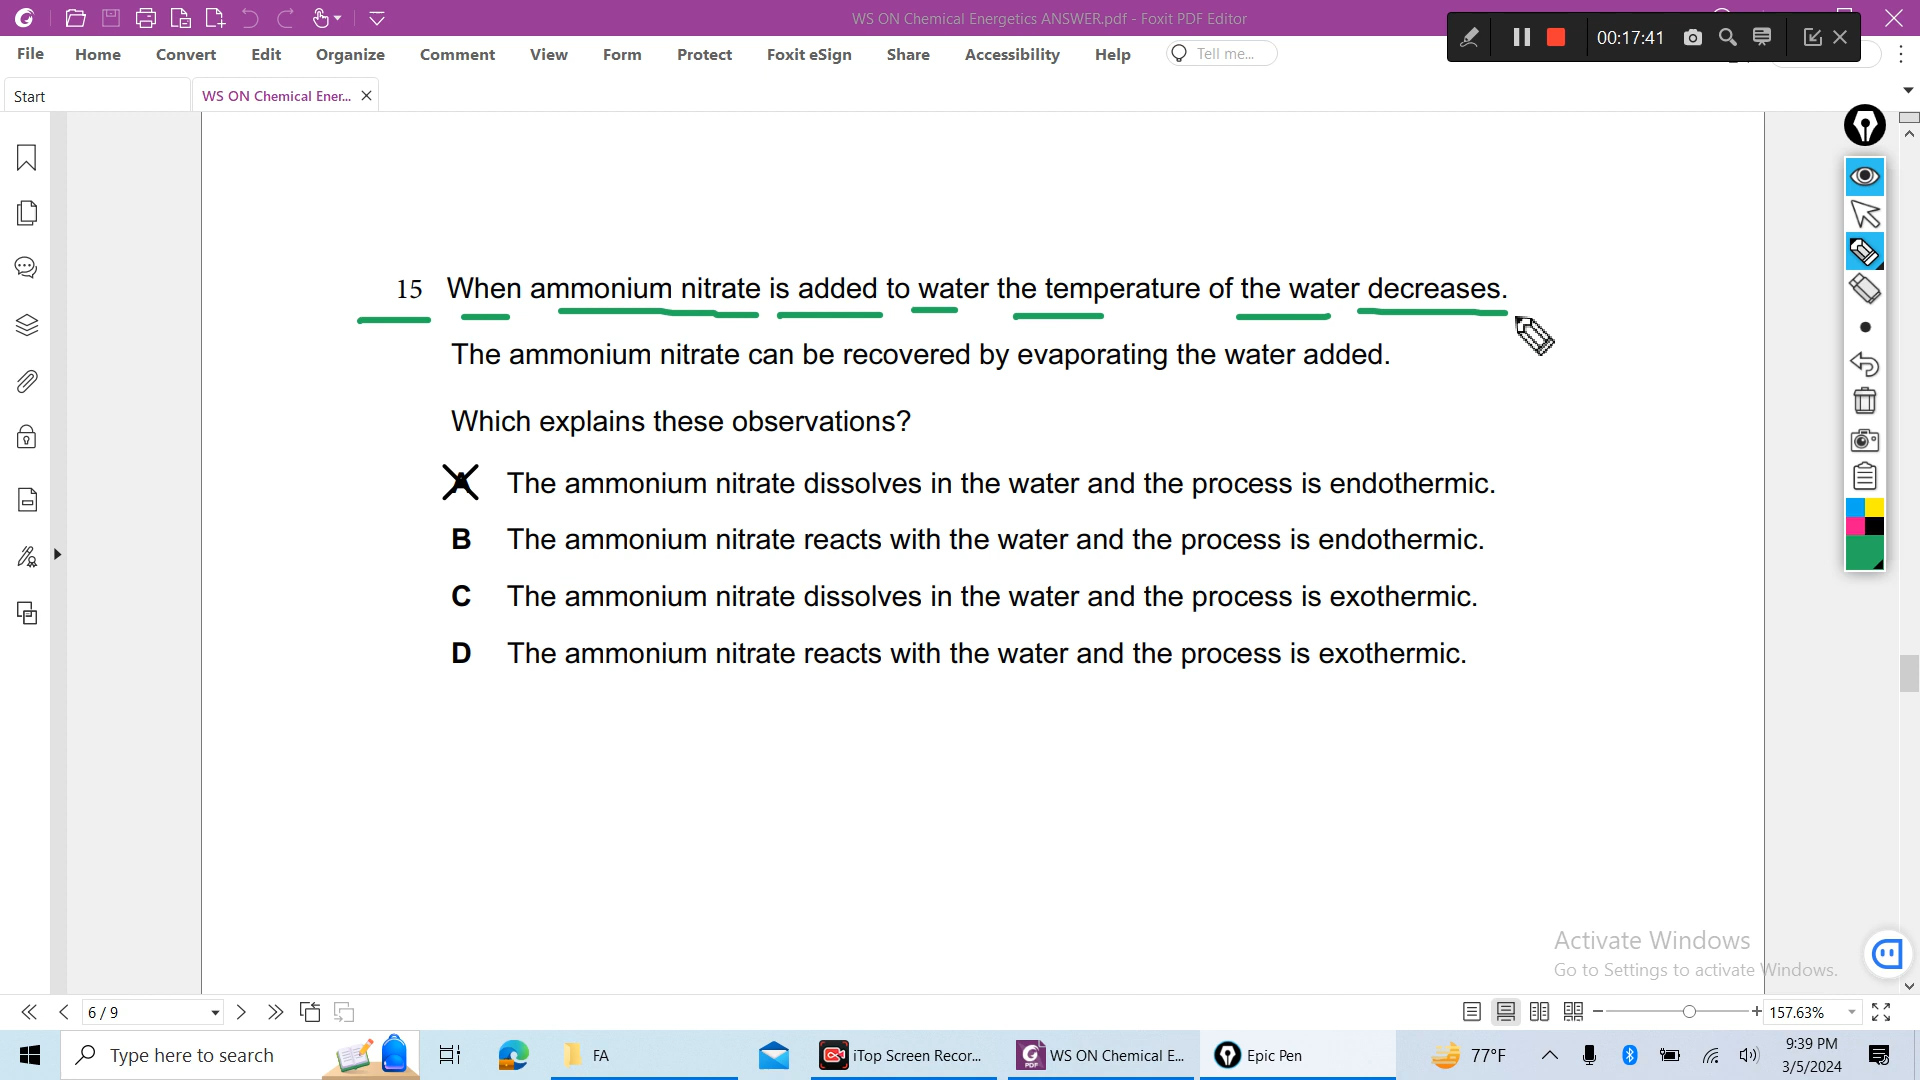 WS ON Chemical Energetics ANSWER.pdf - Foxit PDF Editor
00:17:41
File Home Convert Edit Organize Comment View Form Protect Foxit eSign Share Accessibility Help Tell me...
Start
WS ON Chemical Ener...
15 When ammonium nitrate is added to water the temperature of the water decreases.
The ammonium nitrate can be recovered by evaporating the water added.
Which explains these observations?
A The ammonium nitrate dissolves in the water and the process is endothermic.
B The ammonium nitrate reacts with the water and the process is endothermic.
C The ammonium nitrate dissolves in the water and the process is exothermic.
D The ammonium nitrate reacts with the water and the process is exothermic.
Activate Windows
Go to Settings to activate Windows.
6 / 9
157.63%
Type here to search
FA
iTop Screen Recor...
WS ON Chemical E...
Epic Pen
77°F
9:39 PM
3/5/2024